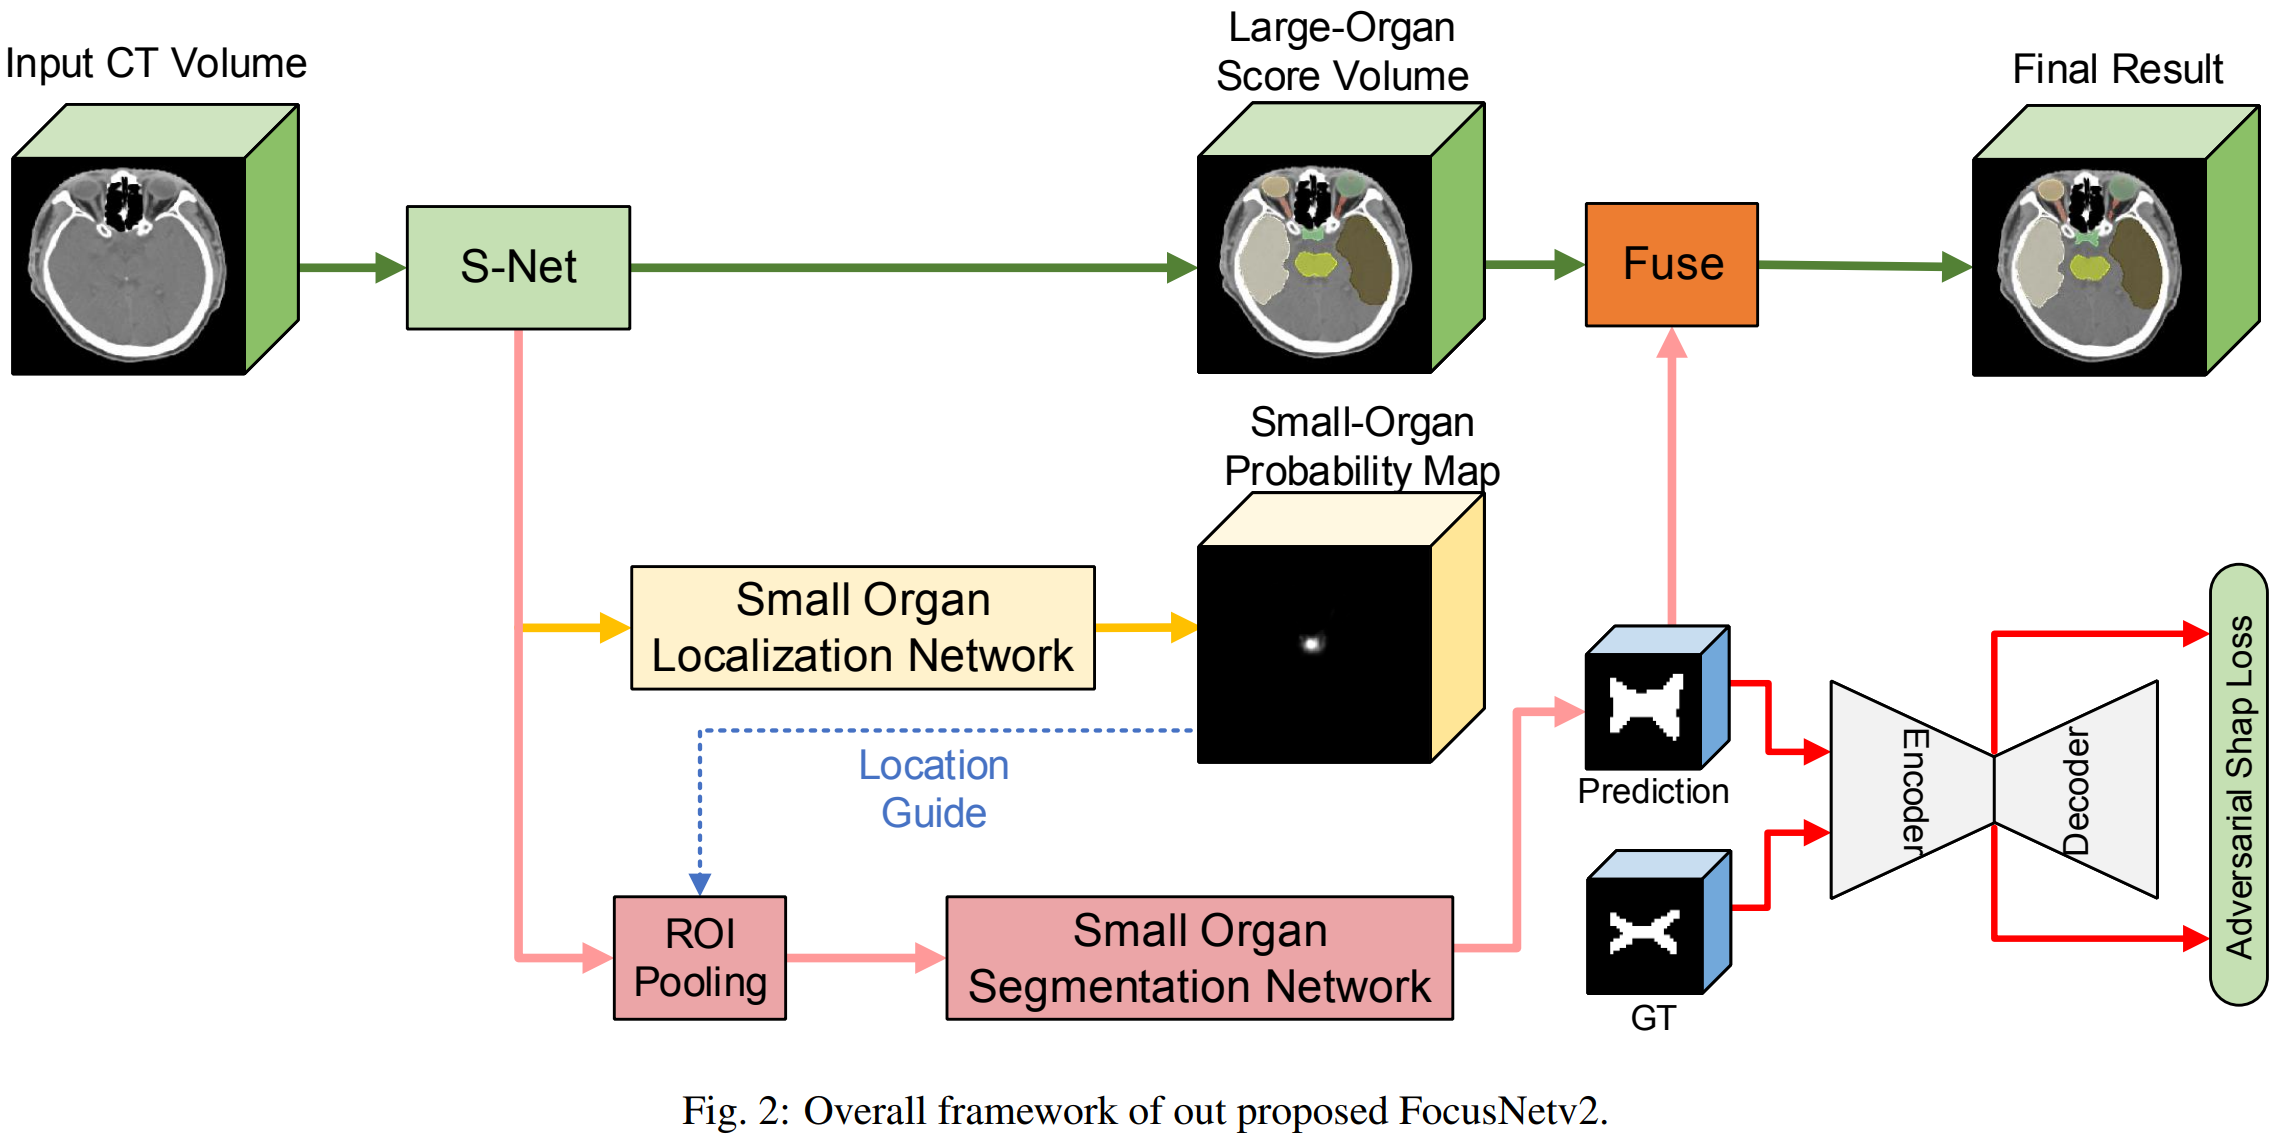 Input CT Volume
Large-Organ
Score Volume
Final Result
S-Net
Fuse
Small-Organ
Probability Map
Small Organ
Localization Network
Location
Guide
Prediction
Encoder
Decoder
Adversarial Shap Loss
ROI
Pooling
Small Organ
Segmentation Network
GT
Fig. 2: Overall framework of out proposed FocusNetv2.